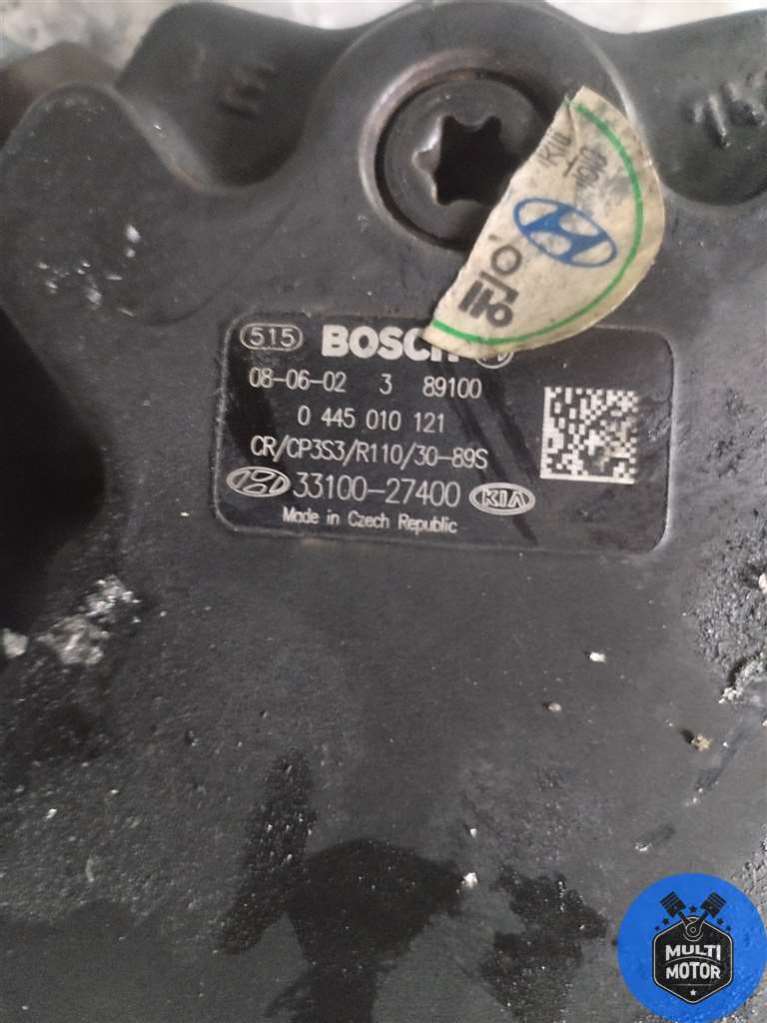 515 BOSCH
08-06-02 3 89100
0 445 010 121
CR/CP3S3/R110/30-89S
33100-27400 KIA
Made in Czech Republic
MULTI
MOTOR